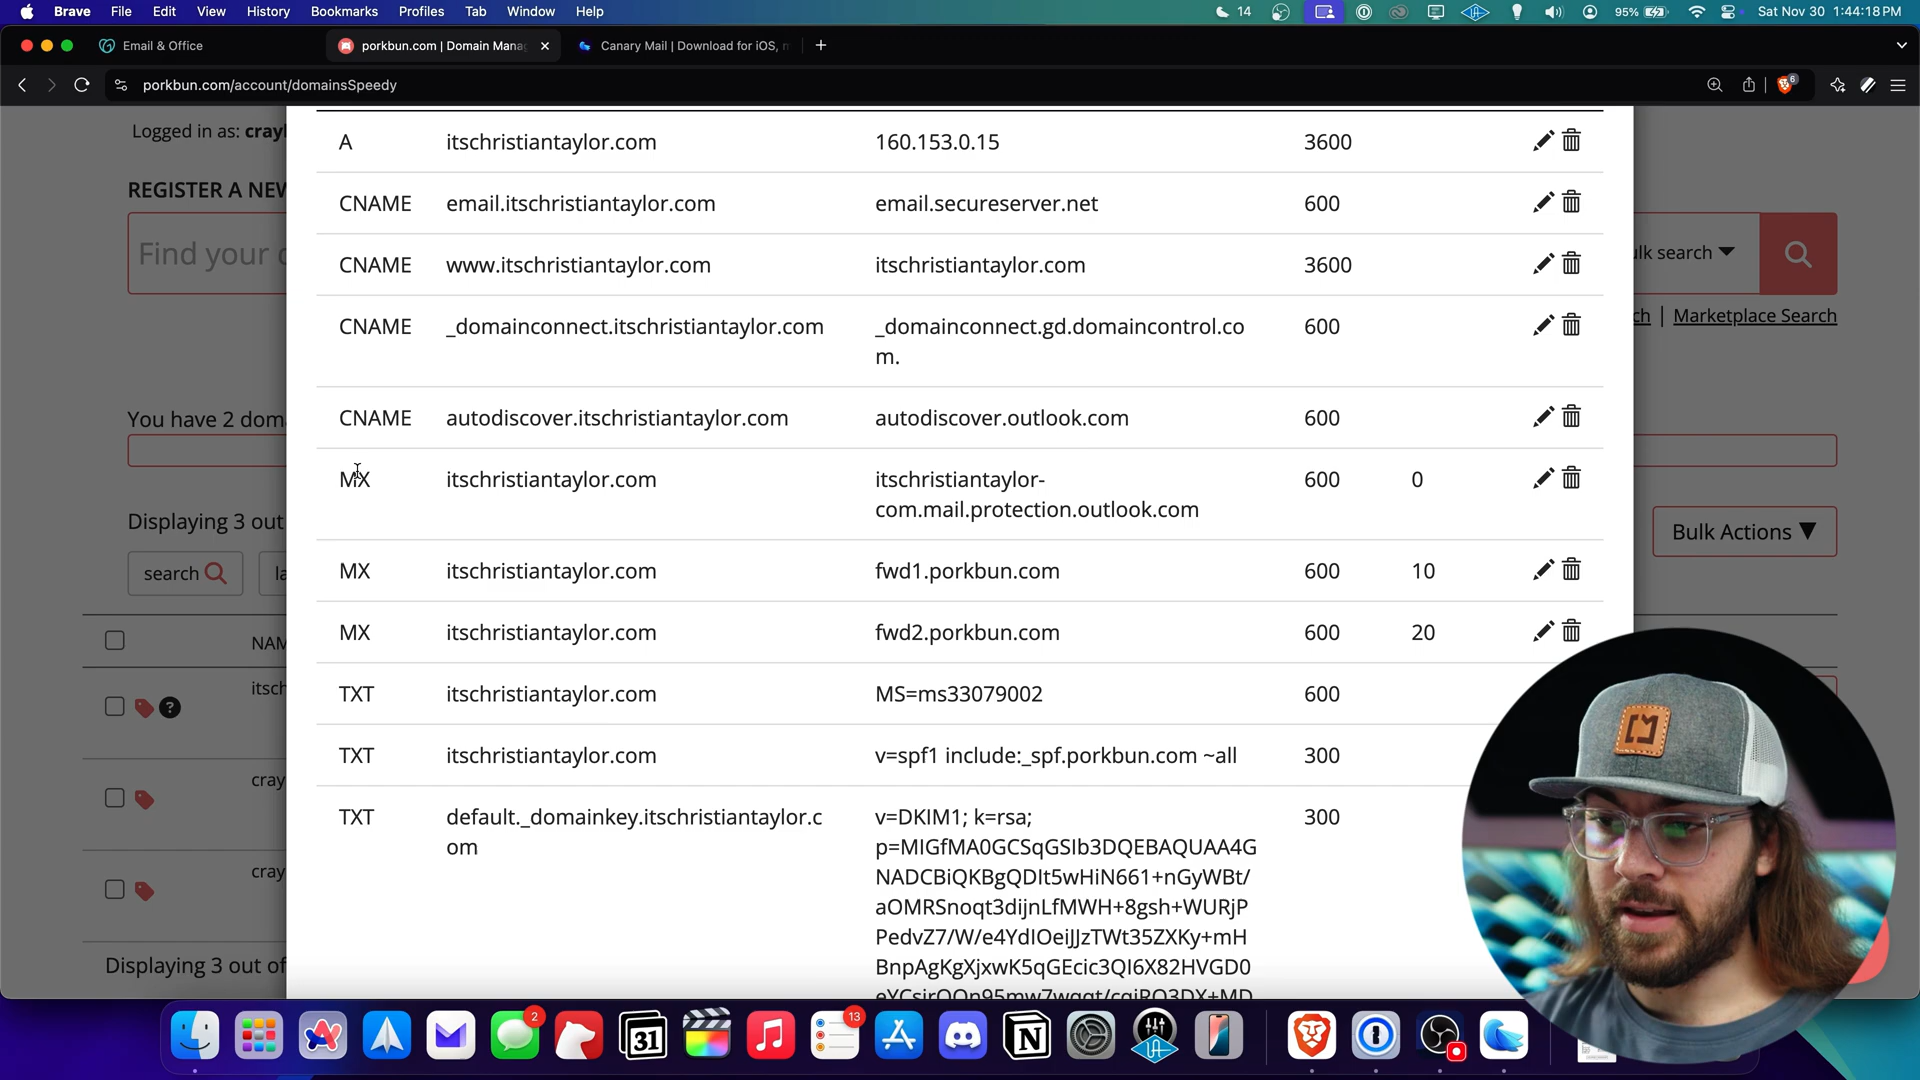 Brave File Edit View History Bookmarks Profiles Tab Window Help 14 95% Sat Nov 30 1:44:18 PM
Email & Office porkbun.com | Domain Mana Canary Mail | Download for iOS,
porkbun.com/account/domainsSpeedy 6
Logged in as: crayl
REGISTER A NEW
Find your
lk search
ch | Marketplace Search
You have 2 dom
Displaying 3 out
search la
Bulk Actions
NAM
itsch
?
cray
cray
Displaying 3 out of
A itschristiantaylor.com 160.153.0.15 3600
CNAME email.itschristiantaylor.com email.secureserver.net 600
CNAME www.itschristiantaylor.com itschristiantaylor.com 3600
CNAME _domainconnect.itschristiantaylor.com _domainconnect.gd.domaincontrol.co 600
m.
CNAME autodiscover.itschristiantaylor.com autodiscover.outlook.com 600
MX itschristiantaylor.com itschristiantaylor- 600 0
com.mail.protection.outlook.com
MX itschristiantaylor.com fwd1.porkbun.com 600 10
MX itschristiantaylor.com fwd2.porkbun.com 600 20
TXT itschristiantaylor.com MS=ms33079002 600
TXT itschristiantaylor.com v=spf1 include:_spf.porkbun.com ~all 300
TXT default._domainkey.itschristiantaylor.c v=DKIM1; k=rsa; 300
om p=MIGfMA0GCSqGSIb3DQEBAQUAA4G
NADCBiQKBgQDIt5wHiN661+nGyWBt/
aOMRSnoqt3dijnLfMWH+8gsh+WURjP
PedvZ7/W/e4YdIOeiJJzTWt35ZXKy+mH
BnpAgKgXjxwK5qGEcic3QI6X82HVGD0
2 31 13